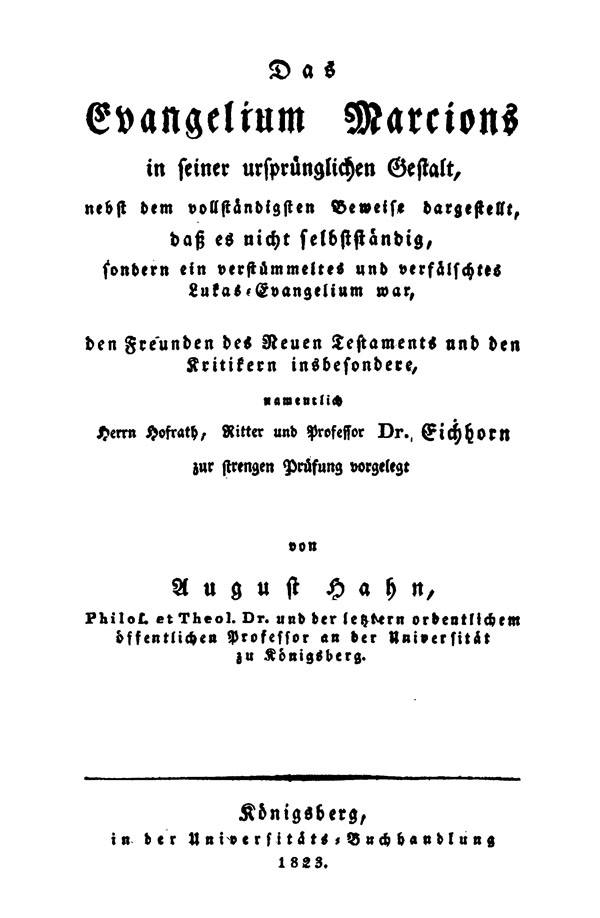 Das
Evangelium Marcions
in seiner ursprünglichen Gestalt,
nebst dem vollständigsten Beweise dargestellt,
daß es nicht selbstständig,
sondern ein verstümmeltes und verfälschtes
Lukas-Evangelium war,
den Freunden des Neuen Testaments und den
Kritikern insbesondere,
namentlich
Herrn Hofrath, Ritter und Professor Dr. Eichhorn
zur strengen Prüfung vorgelegt
von
August Hahn,
Philos. et Theol. Dr. und der letztern ordentlichem
öffentlichen Professor an der Universität
zu Königsberg.
Königsberg,
in der Universitäts-Buchhandlung
1823.